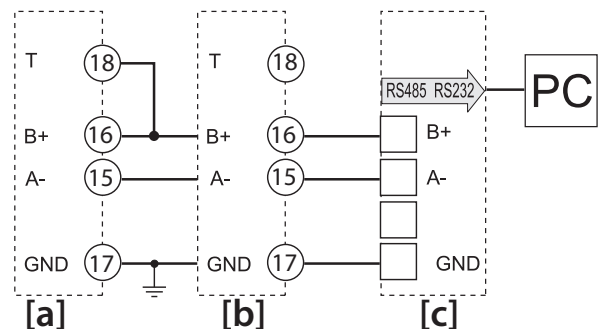 T 18 T 18
RS485 RS232 PC
B+ 16 B+ 16 B+
A- 15 A- 15 A-
GND 17 GND 17 GND
[a] [b] [c]